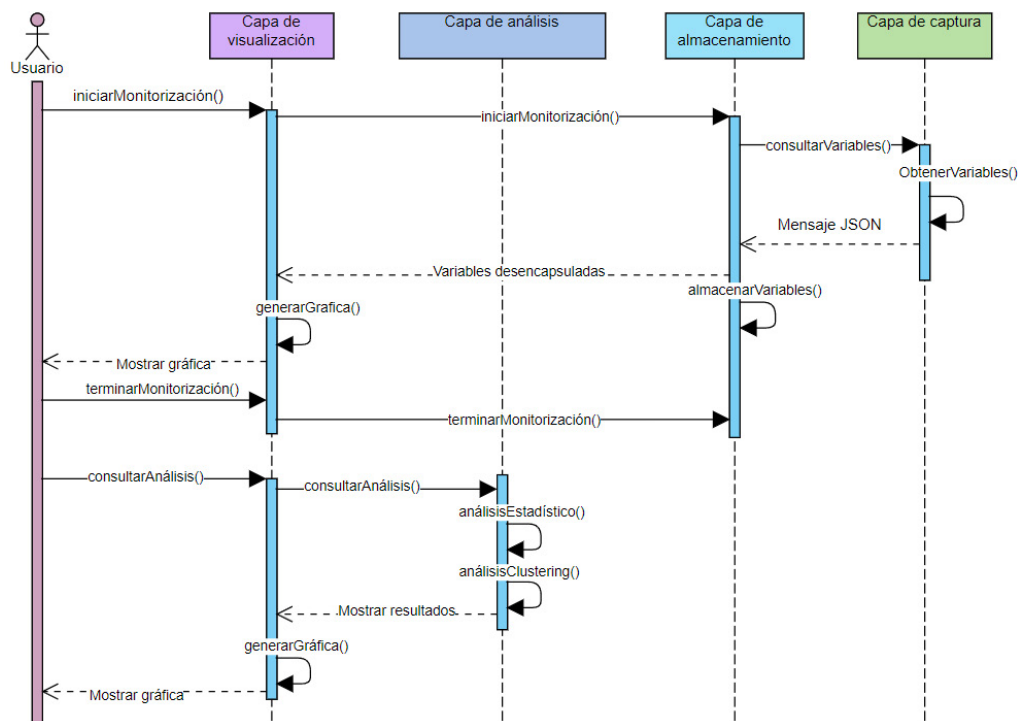 Usuario
Capa de
visualización
Capa de análisis
Capa de
almacenamiento
Capa de captura
iniciarMonitorización()
iniciarMonitorización()
consultarVariables()
ObtenerVariables()
Mensaje JSON
Variables desencapsuladas
almacenarVariables()
generarGrafica()
Mostrar gráfica
terminarMonitorización()
terminarMonitorización()
consultarAnálisis()
consultarAnálisis()
análisisEstadístico()
análisisClustering()
Mostrar resultados
generarGráfica()
Mostrar gráfica